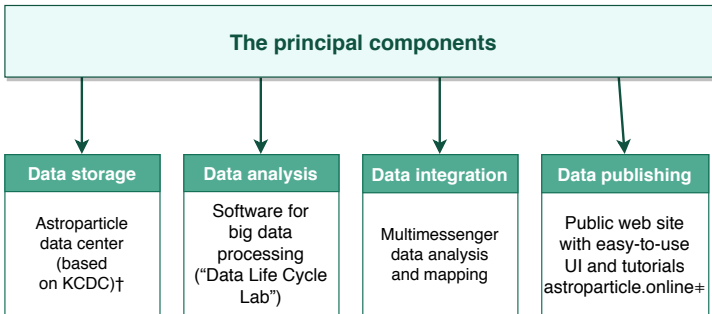 The principal components
Data storage
Astroparticle
data center
(based
on KCDC)†
Data analysis
Software for
big data
processing
(“Data Life Cycle
Lab”)
Data integration
Multimessenger
data analysis
and mapping
Data publishing
Public web site
with easy-to-use
UI and tutorials
astroparticle.online‡